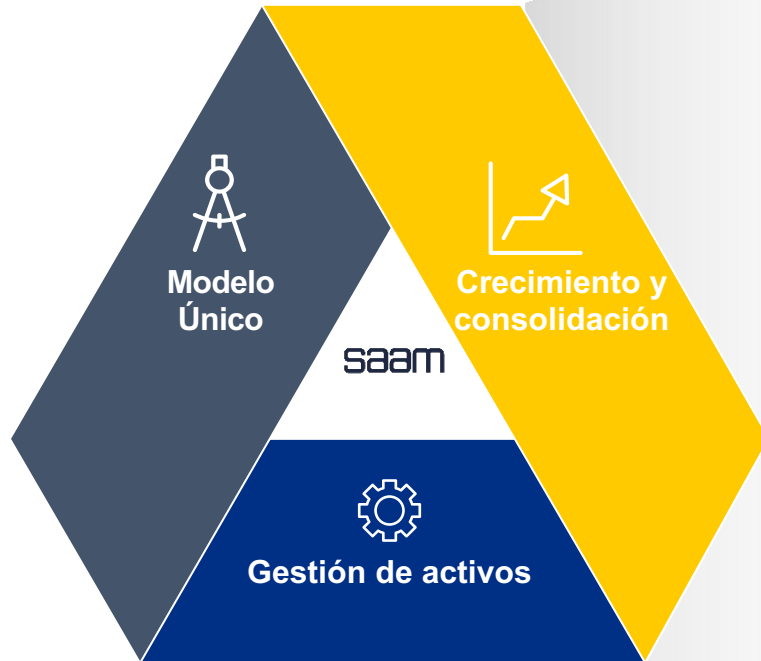 Modelo
Único
Crecimiento y
consolidación
saam
Gestión de activos